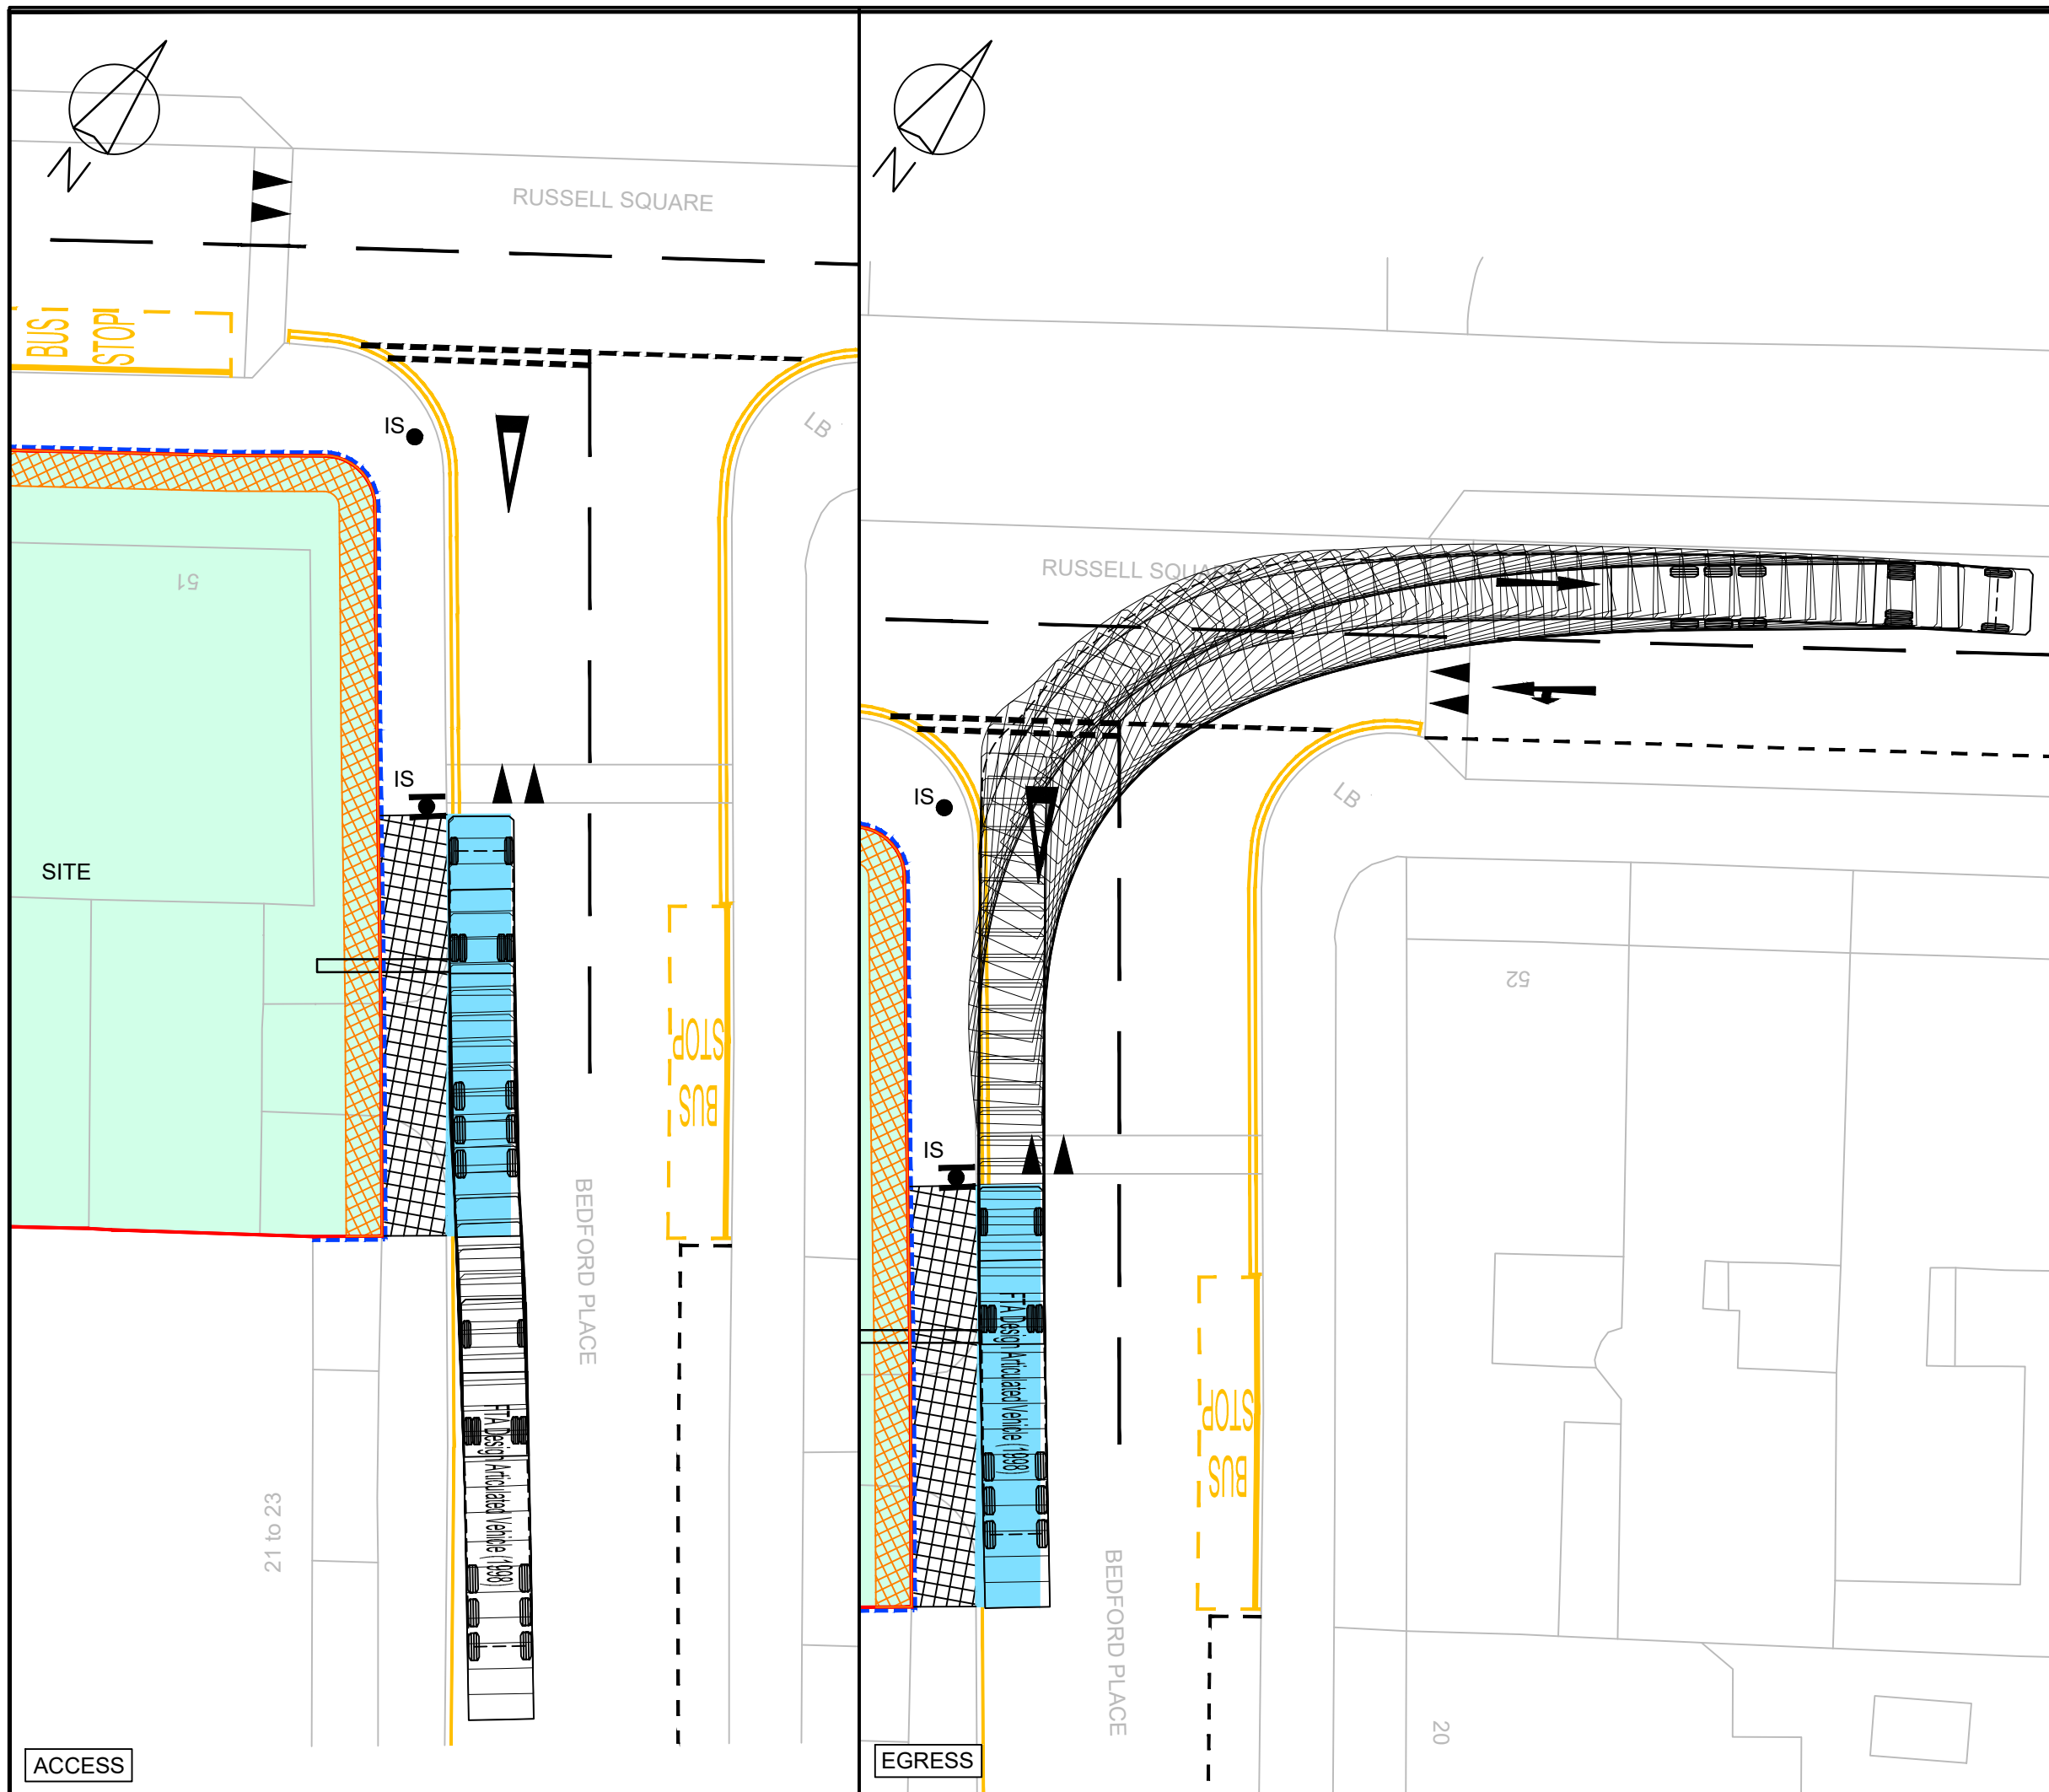 N
RUSSELL SQUARE
BUS
STOP
IS
LB
51
IS
SITE
STOP
BUS
BEDFORD PLACE
FTA Design Articulated Vehicle (1998)
21 to 23
ACCESS
N
RUSSELL SQUARE
LB
IS
52
IS
FTA Design Articulated Vehicle (1998)
STOP
BUS
BEDFORD PLACE
20
EGRESS